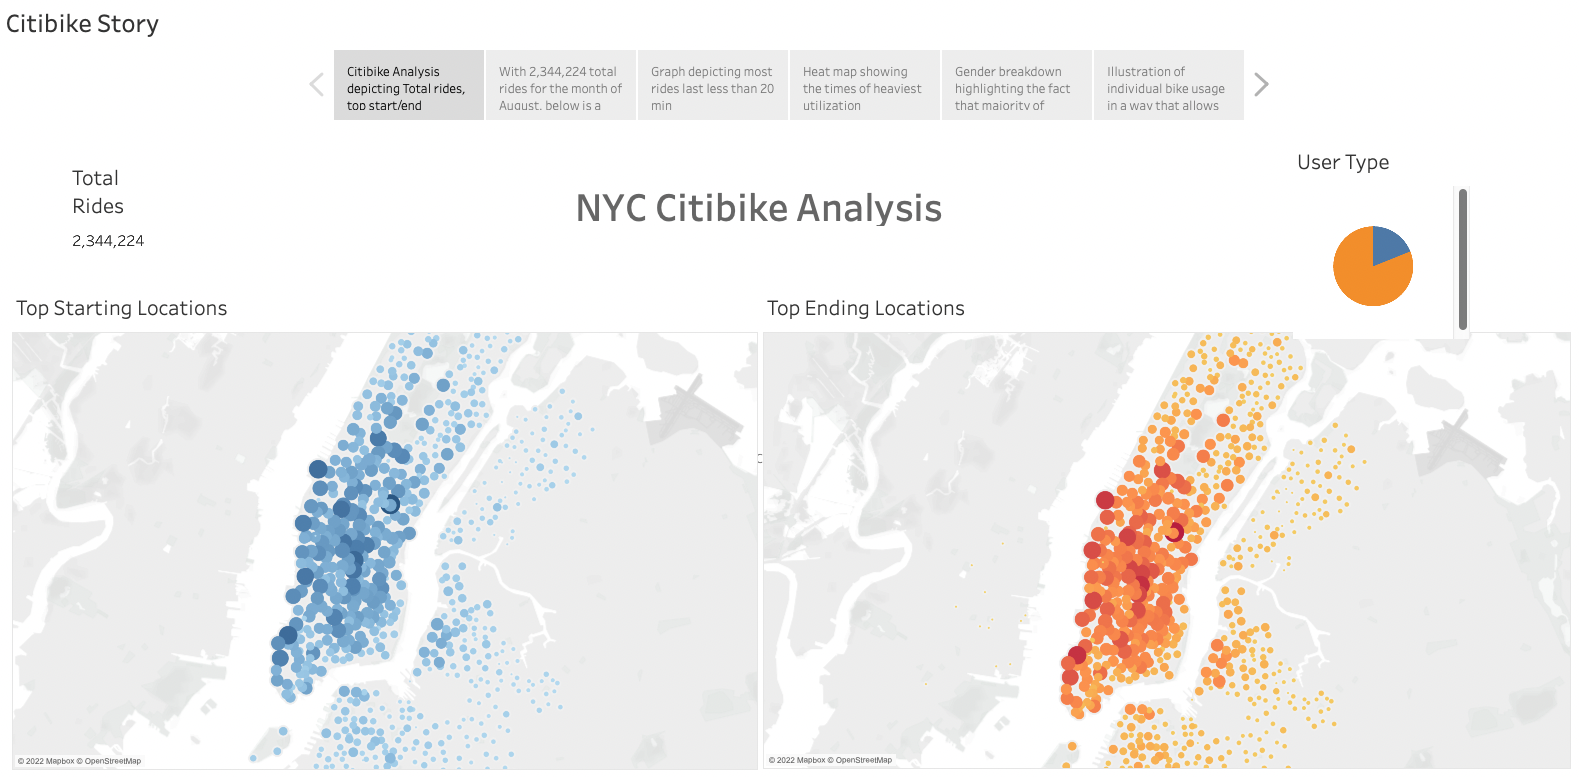 Citibike Story
Citibike Analysis
depicting Total rides,
top start/end
With 2,344,224 total
rides for the month of
August, below is a
Graph depicting most
rides last less than 20
min
Heat map showing
the times of heaviest
utilization
Gender breakdown
highlighting the fact
that majority of
Illustration of
individual bike usage
in a way that allows
Total
Rides
2,344,224
NYC Citibike Analysis
User Type
Top Starting Locations
Top Ending Locations
© 2022 Mapbox © OpenStreetMap
© 2022 Mapbox © OpenStreetMap